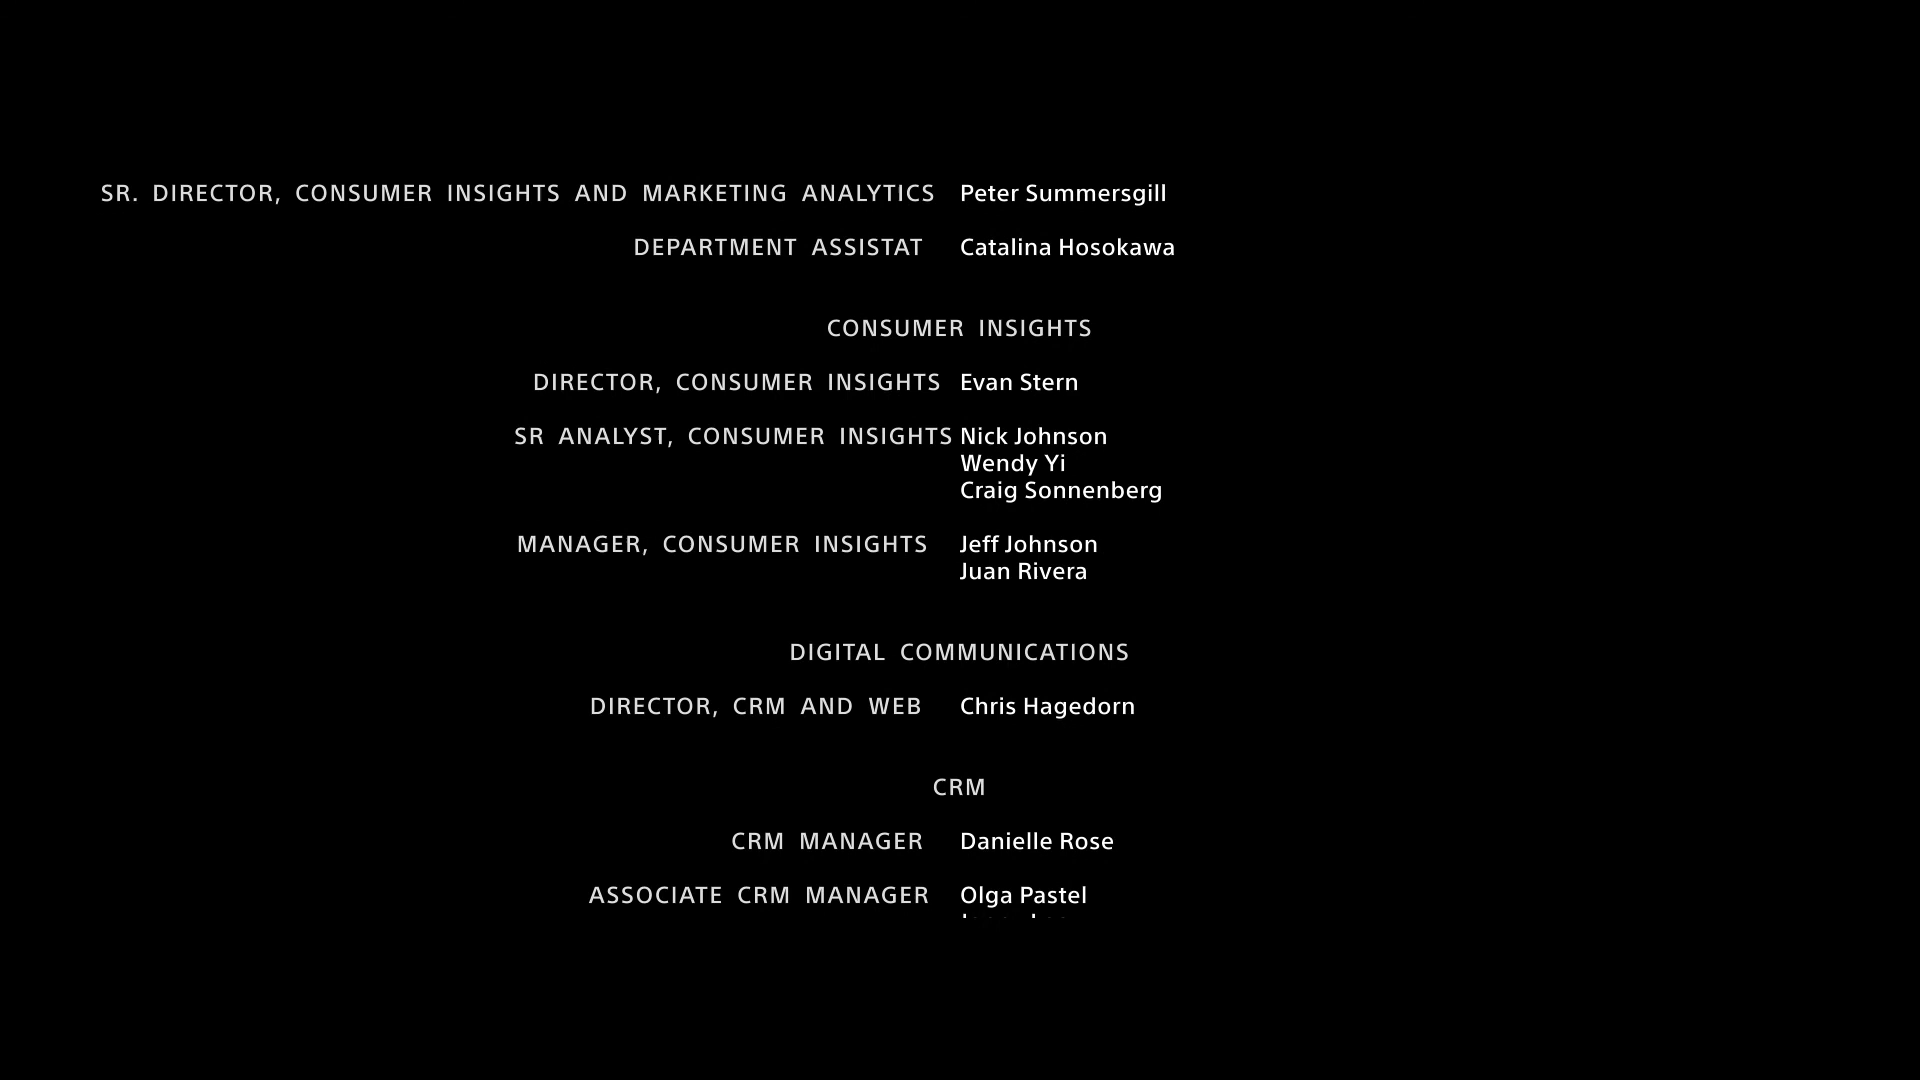 SR. DIRECTOR, CONSUMER INSIGHTS AND MARKETING ANALYTICS Peter Summersgill
DEPARTMENT ASSISTAT Catalina Hosokawa
CONSUMER INSIGHTS
DIRECTOR, CONSUMER INSIGHTS Evan Stern
SR ANALYST, CONSUMER INSIGHTS Nick Johnson
Wendy Yi
Craig Sonnenberg
MANAGER, CONSUMER INSIGHTS Jeff Johnson
Juan Rivera
DIGITAL COMMUNICATIONS
DIRECTOR, CRM AND WEB Chris Hagedorn
CRM
CRM MANAGER Danielle Rose
ASSOCIATE CRM MANAGER Olga Pastel